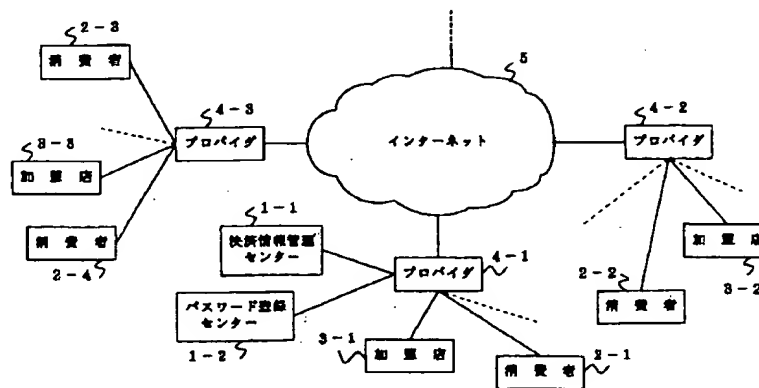 2-3
消費者
4-3
プロバイダ
3-3
加盟店
消費者
2-4
5
インターネット
4-2
プロバイダ
加盟店
3-2
2-2
消費者
1-1
決済情報管理
センター
プロバイダ
4-1
パスワード登録
センター
1-2
3-1
加盟店
消費者
2-1